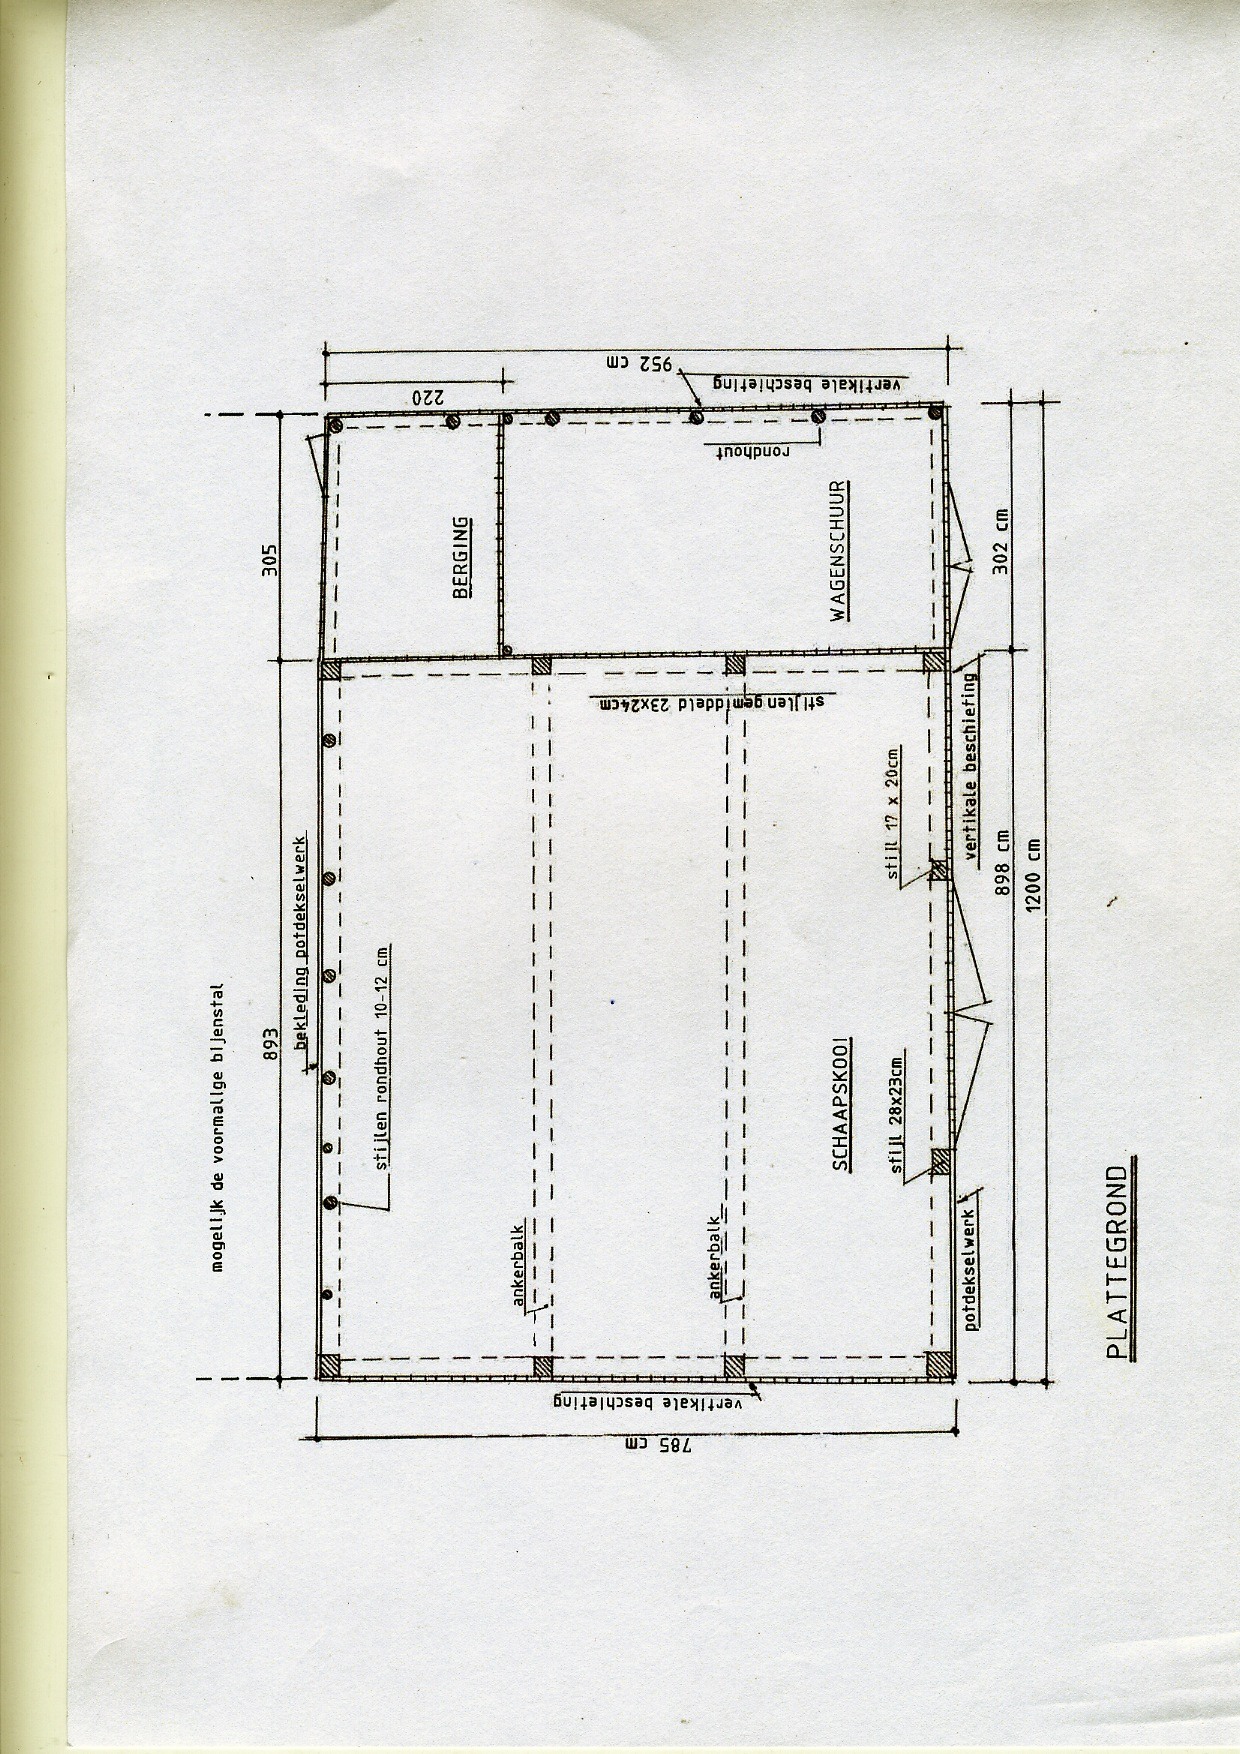 mogelijk de voormalige bijenstal
893
305
bekleding potdekselwerk
stijlen rondhout 10-12 cm
BERGING
220
952 cm
vertikale beschieting
rondhout
WAGENSCHUUR
stijlen gemiddeld 23x24cm
ankerbalk
ankerbalk
SCHAAPSKOOI
stijl 17 x 20cm
stijl 28x23cm
vertikale beschieting
potdekselwerk
vertikale beschieting
785 cm
898 cm
302 cm
1200 cm
PLATTEGROND